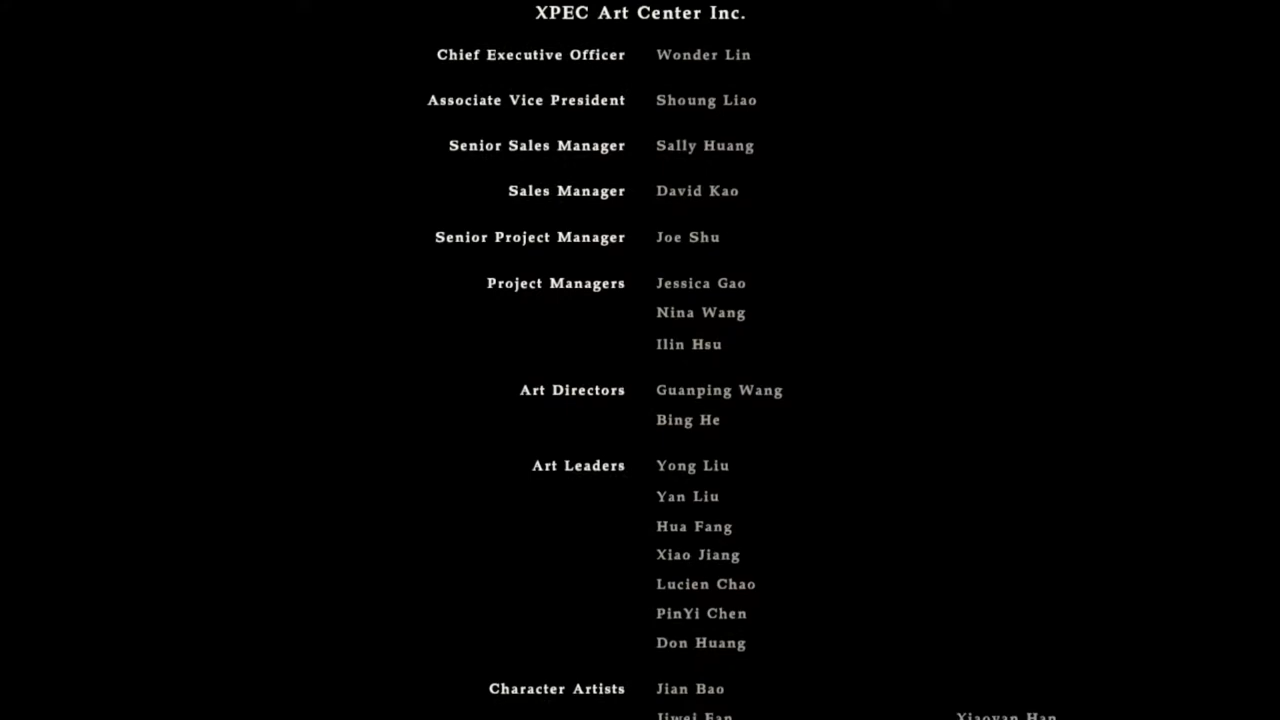 XPEC Art Center Inc.
Chief Executive Officer Wonder Lin
Associate Vice President Shoung Liao
Senior Sales Manager Sally Huang
Sales Manager David Kao
Senior Project Manager Joe Shu
Project Managers Jessica Gao
Nina Wang
Ilin Hsu
Art Directors Guanping Wang
Bing He
Art Leaders Yong Liu
Yan Liu
Hua Fang
Xiao Jiang
Lucien Chao
PinYi Chen
Don Huang
Character Artists Jian Bao